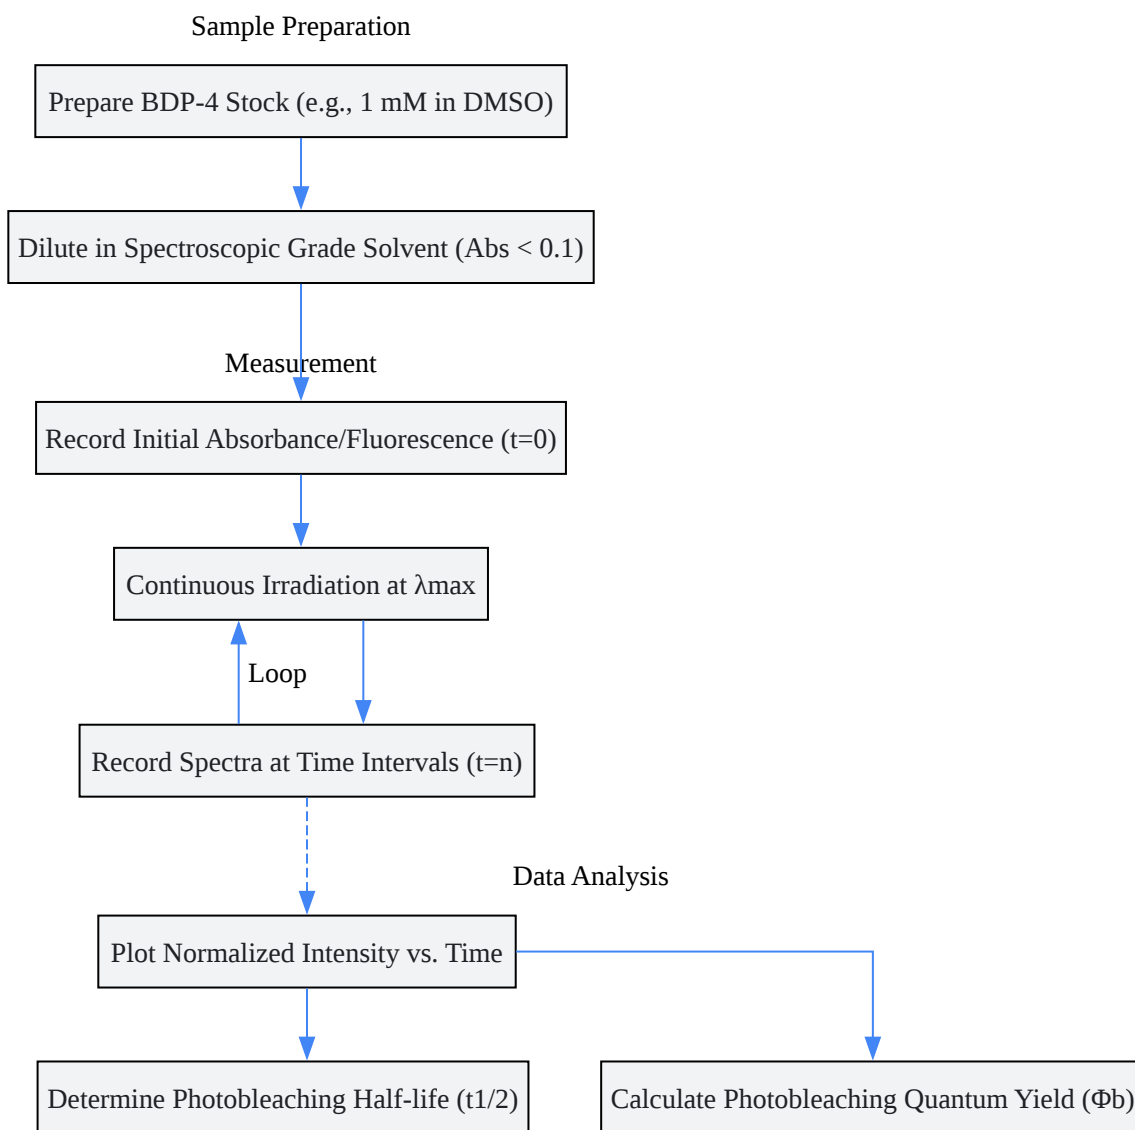 Sample Preparation
Prepare BDP-4 Stock (e.g., 1 mM in DMSO)
Dilute in Spectroscopic Grade Solvent (Abs < 0.1)
Measurement
Record Initial Absorbance/Fluorescence (t=0)
Continuous Irradiation at λmax
Loop
Record Spectra at Time Intervals (t=n)
Data Analysis
Plot Normalized Intensity vs. Time
Determine Photobleaching Half-life (t1/2)
Calculate Photobleaching Quantum Yield (Φb)